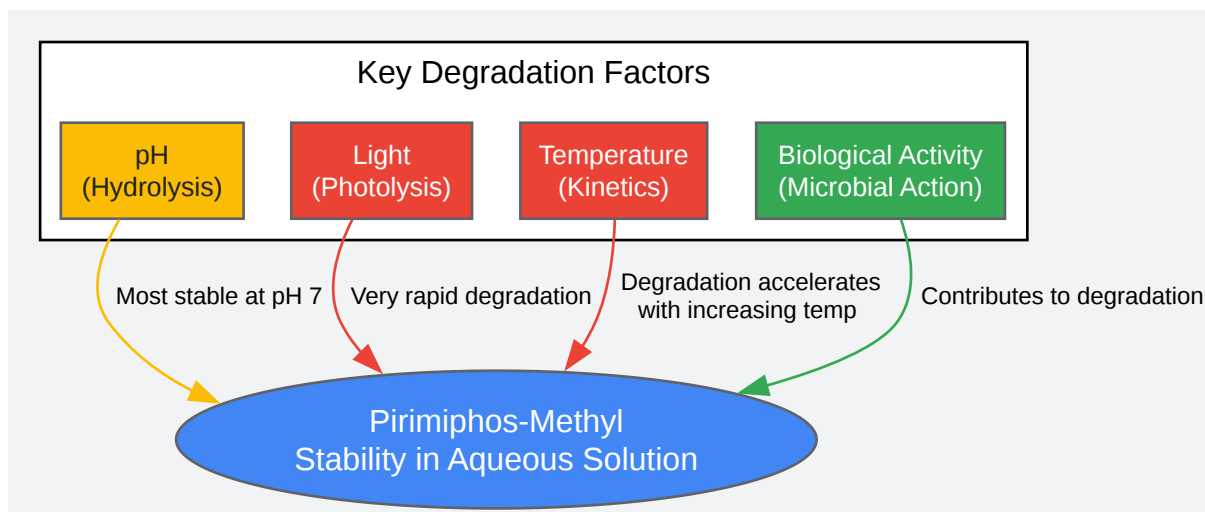 Key Degradation Factors
pH
(Hydrolysis)
Light
(Photolysis)
Temperature
(Kinetics)
Biological Activity
(Microbial Action)
Most stable at pH 7
Very rapid degradation
Degradation accelerates
with increasing temp
Contributes to degradation
Pirimiphos-Methyl
Stability in Aqueous Solution